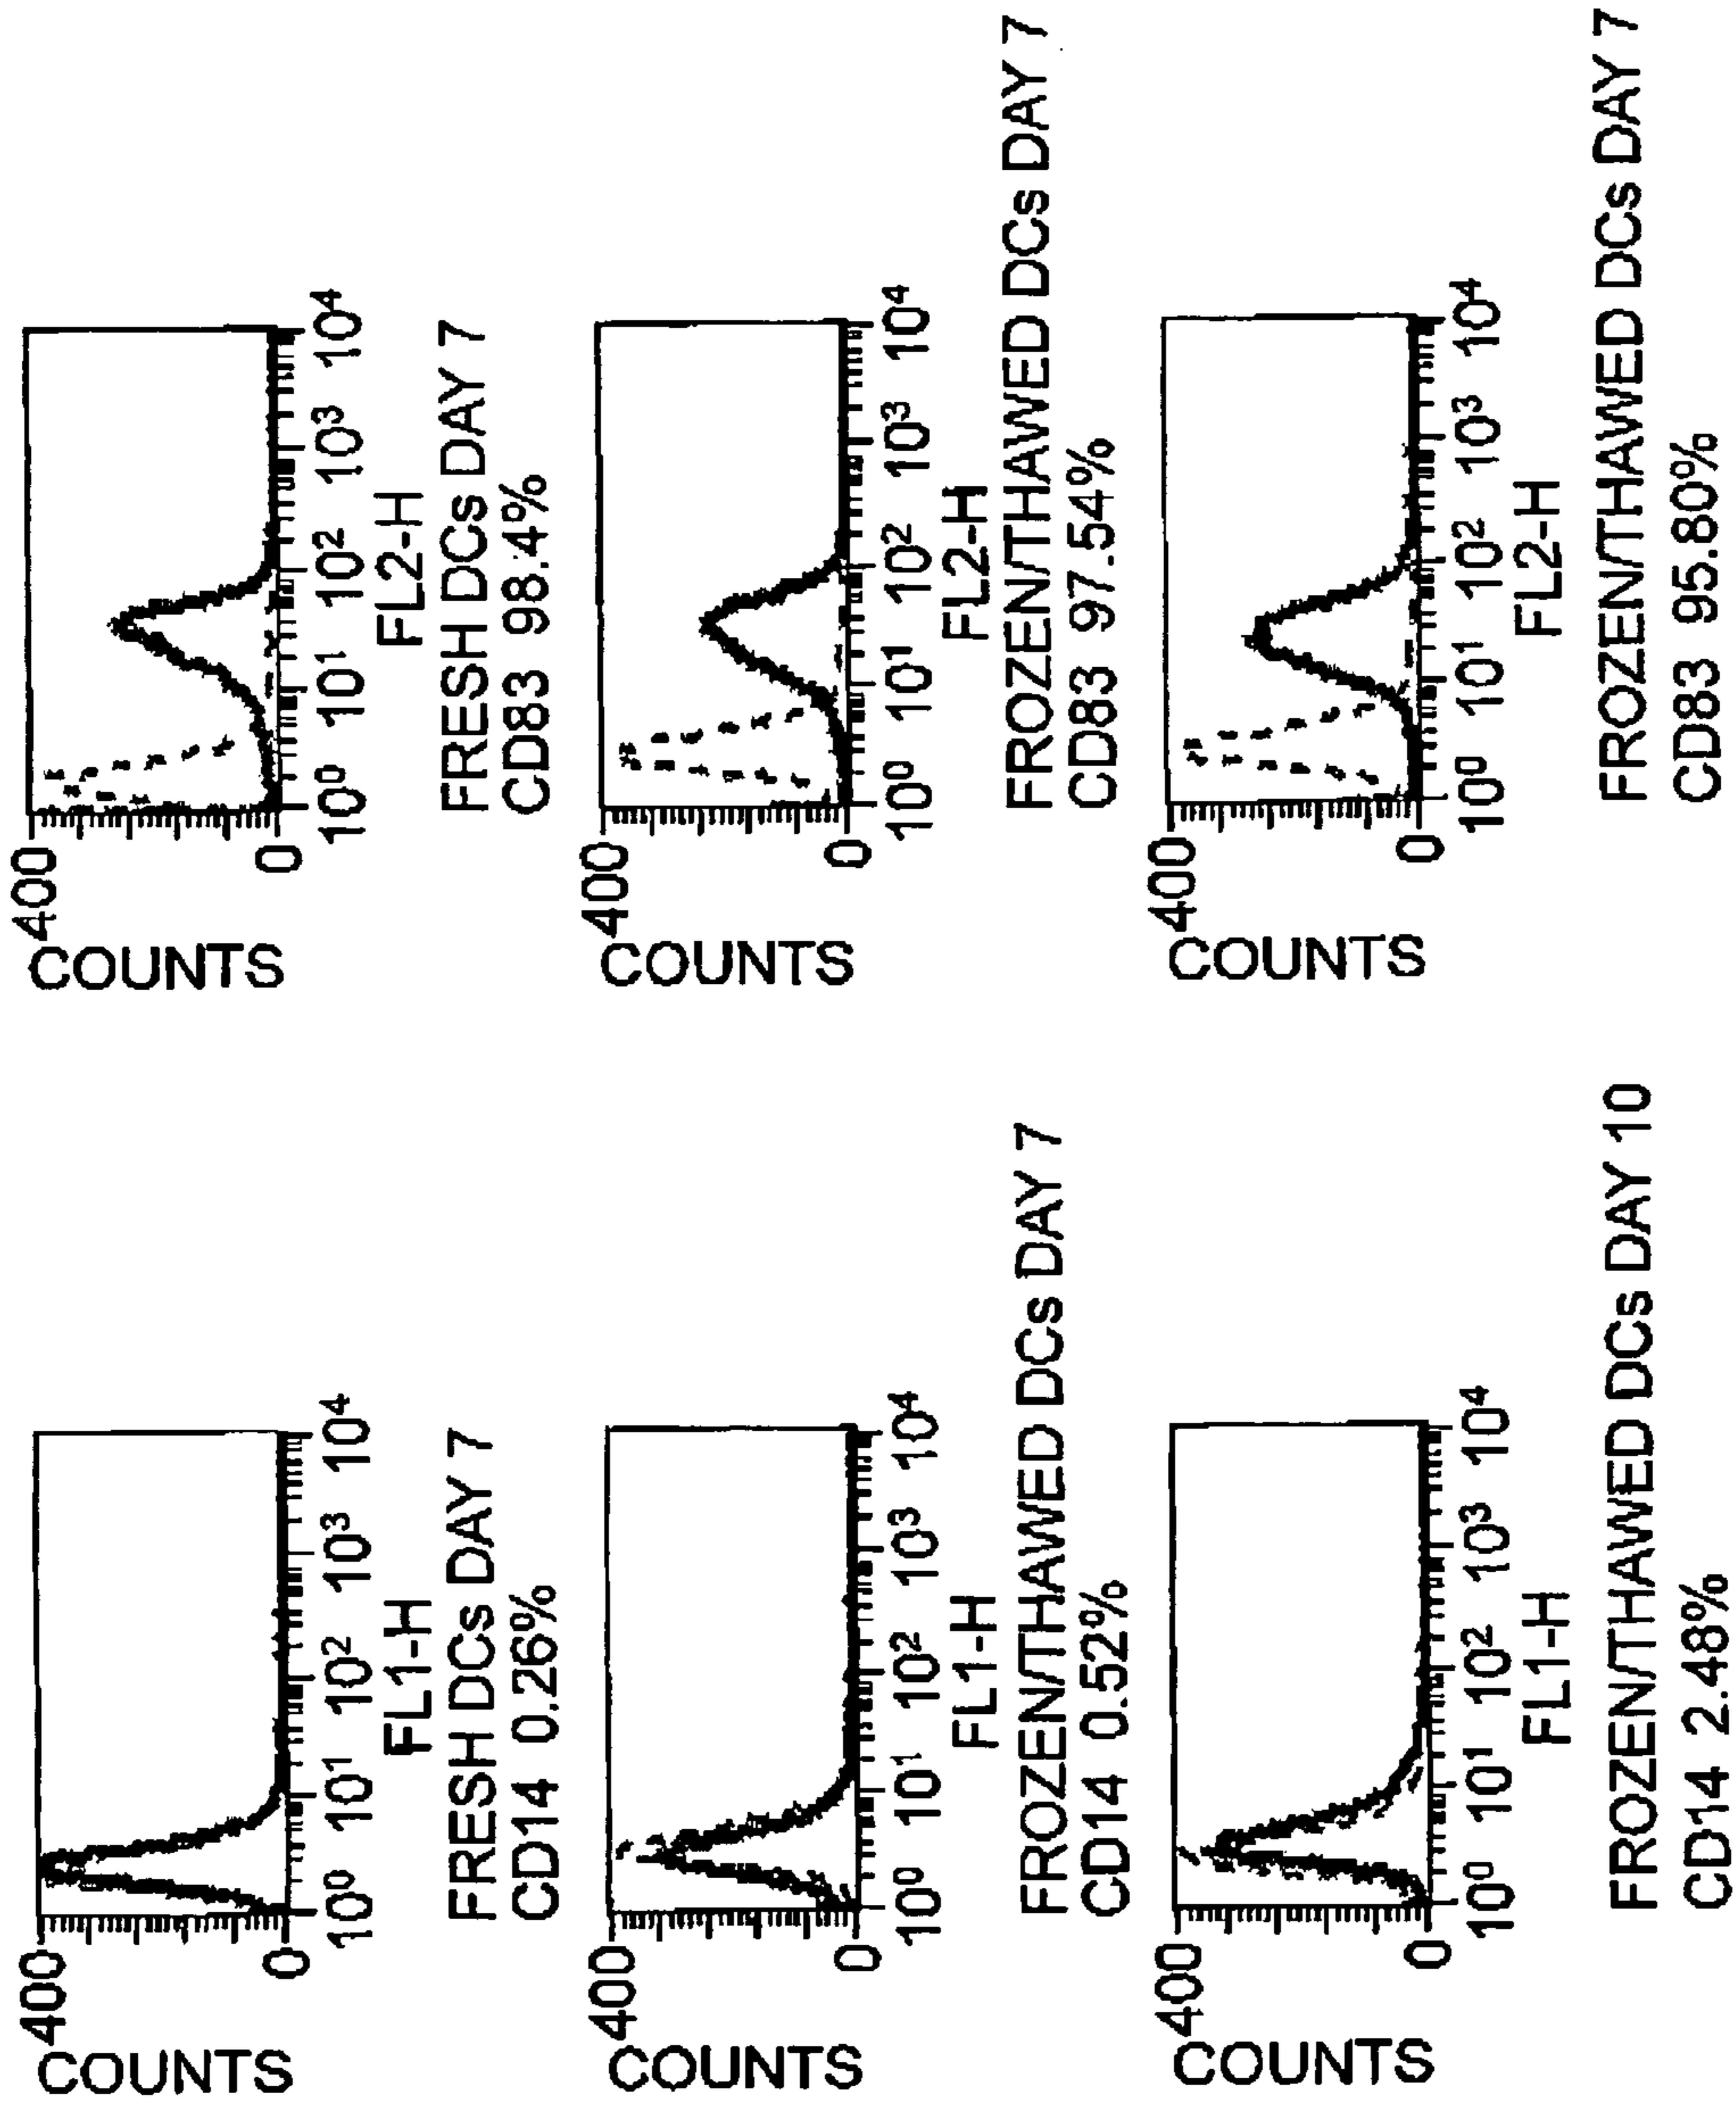 COUNTS
400
0
10⁰ 10¹ 10² 10³ 10⁴
FL1-H
FRESH DCs DAY 7
CD14 0.26%
COUNTS
400
0
10⁰ 10¹ 10² 10³ 10⁴
FL2-H
FRESH DCs DAY 7
CD83 98.4%
COUNTS
400
0
10⁰ 10¹ 10² 10³ 10⁴
FL1-H
FROZEN/THAWED DCs DAY 7
CD14 0.52%
COUNTS
400
0
10⁰ 10¹ 10² 10³ 10⁴
FL2-H
FROZEN/THAWED DCs DAY 7
CD83 97.54%
COUNTS
400
0
10⁰ 10¹ 10² 10³ 10⁴
FL1-H
FROZEN/THAWED DCs DAY 10
CD14 2.48%
COUNTS
400
0
10⁰ 10¹ 10² 10³ 10⁴
FL2-H
FROZEN/THAWED DCs DAY 7
CD83 95.80%